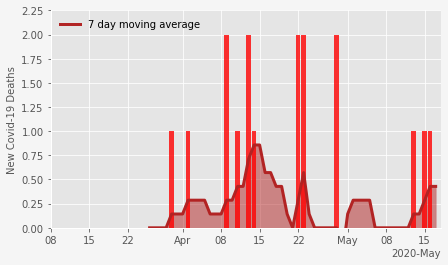 7 day moving average
New Covid-19 Deaths
2.25
2.00
1.75
1.50
1.25
1.00
0.75
0.50
0.25
0.00
08 15 22 Apr 08 15 22 May 08 15
2020-May